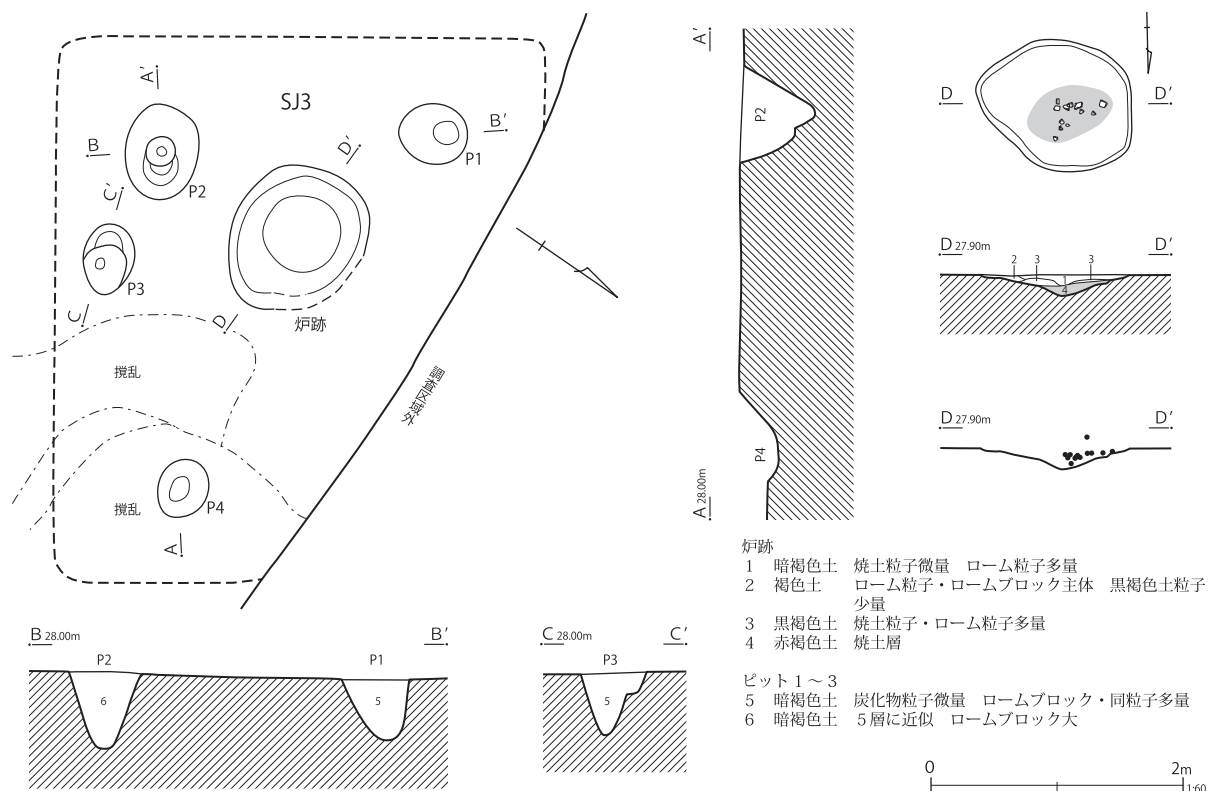 SJ3
A′
B
B′
P1
P2
C′
D′
P3
C
D
炉跡
撹乱
調査区域外
撹乱
P4
A
A′
P2
P4
A 28.00m
D
D′
D 27.90m
D′
2
3
1
3
4
D 27.90m
D′
B 28.00m
B′
P2
P1
6
5
C 28.00m
C′
P3
5
炉跡
1 暗褐色土 焼土粒子微量 ローム粒子多量
2 褐色土 ローム粒子・ロームブロック主体 黒褐色土粒子
少量
3 黒褐色土 焼土粒子・ローム粒子多量
4 赤褐色土 焼土層
ピット1～3
5 暗褐色土 炭化物粒子微量 ロームブロック・同粒子多量
6 暗褐色土 5層に近似 ロームブロック大
0
2m
1:60